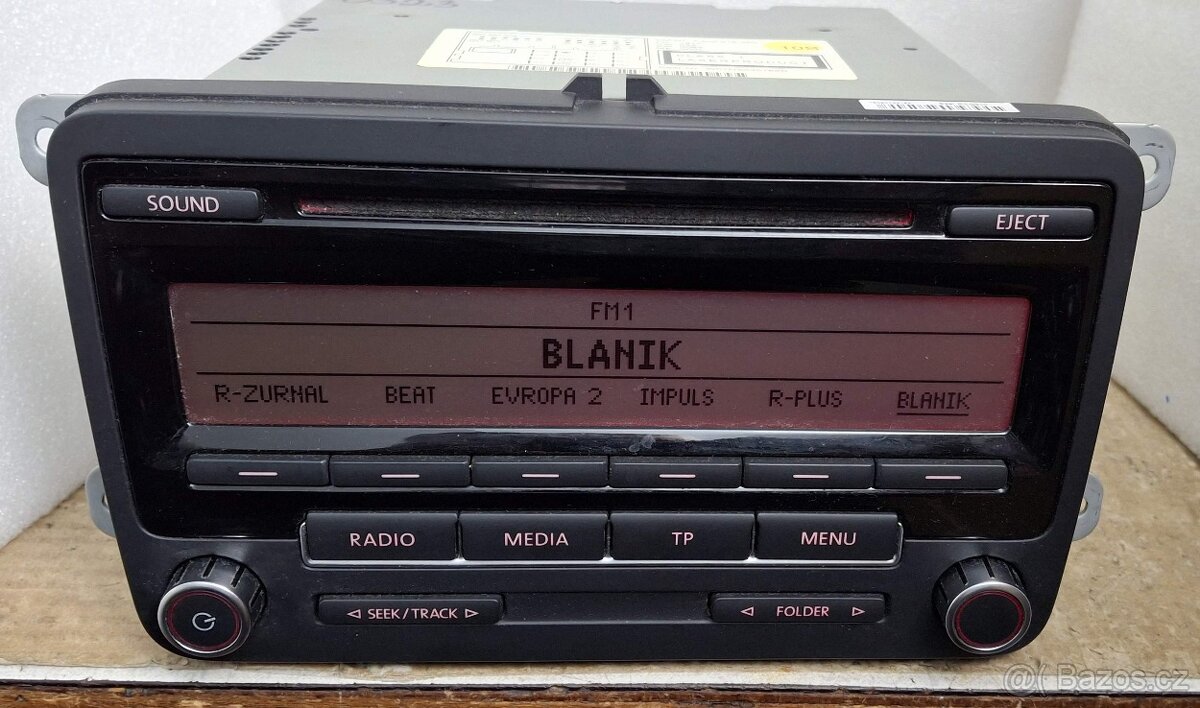 SOUND
EJECT
FM1
BLANIK
R-ZURNAL BEAT EVROPA 2 IMPULS R-PLUS BLANIK
RADIO MEDIA TP MENU
◁ SEEK/TRACK ▷ ◁ FOLDER ▷
@( Bazos.cz